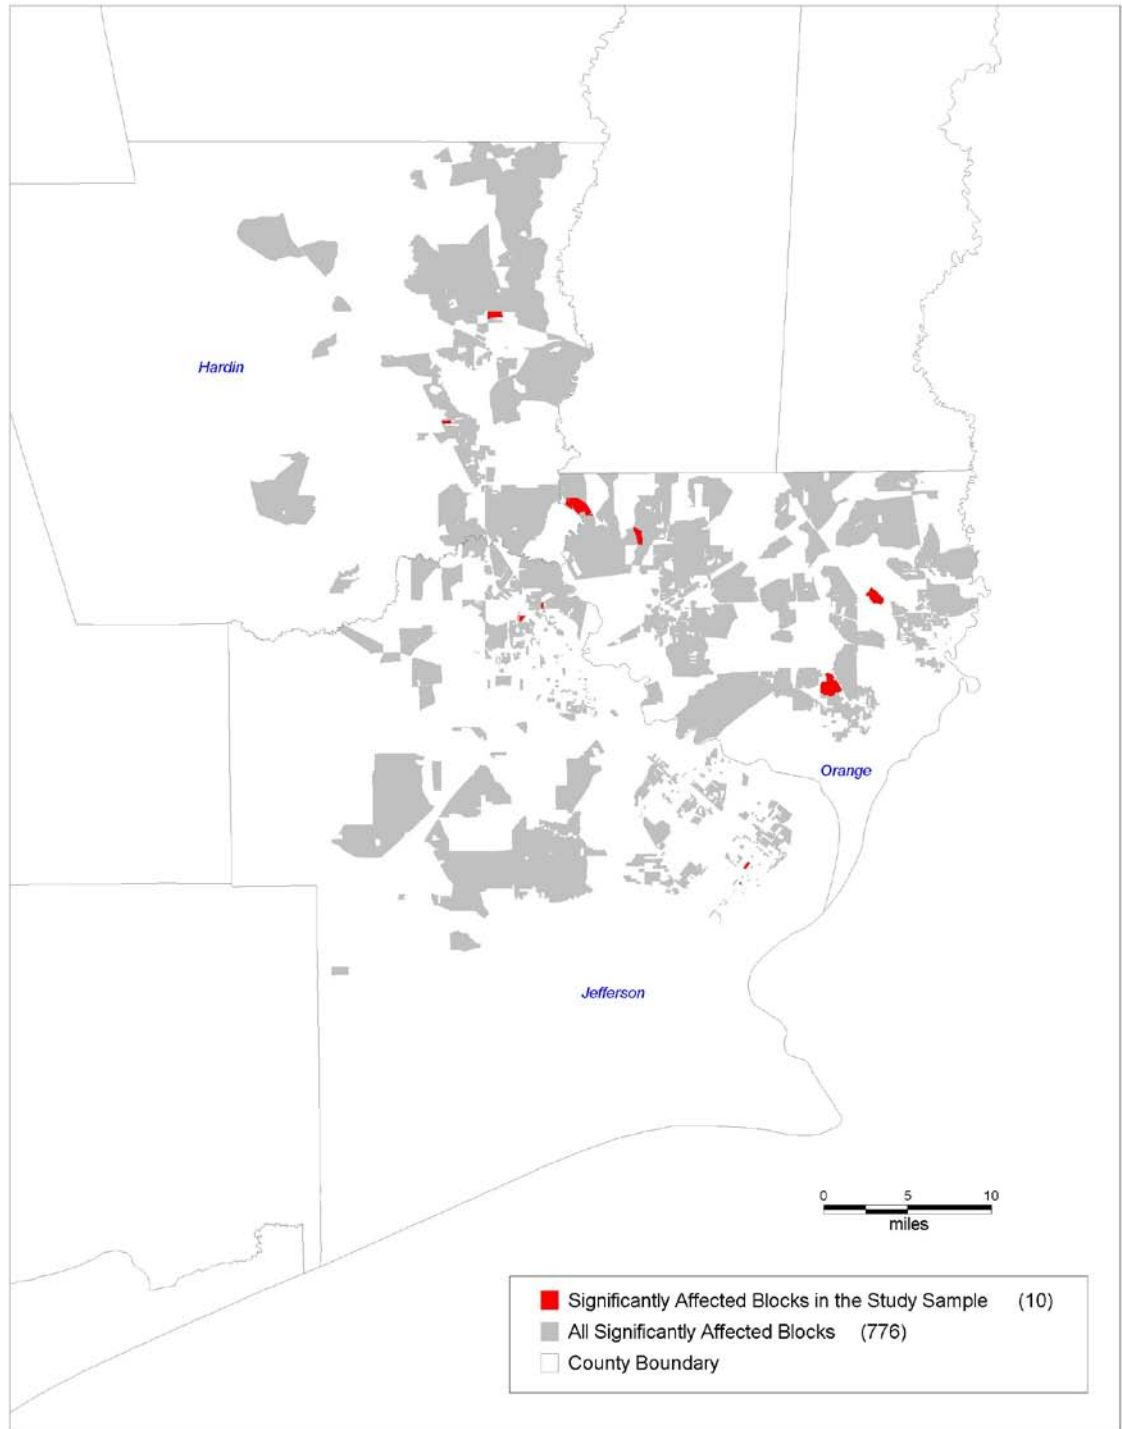 Hardin
Orange
Jefferson
0 5 10
miles
Significantly Affected Blocks in the Study Sample (10)
All Significantly Affected Blocks (776)
County Boundary